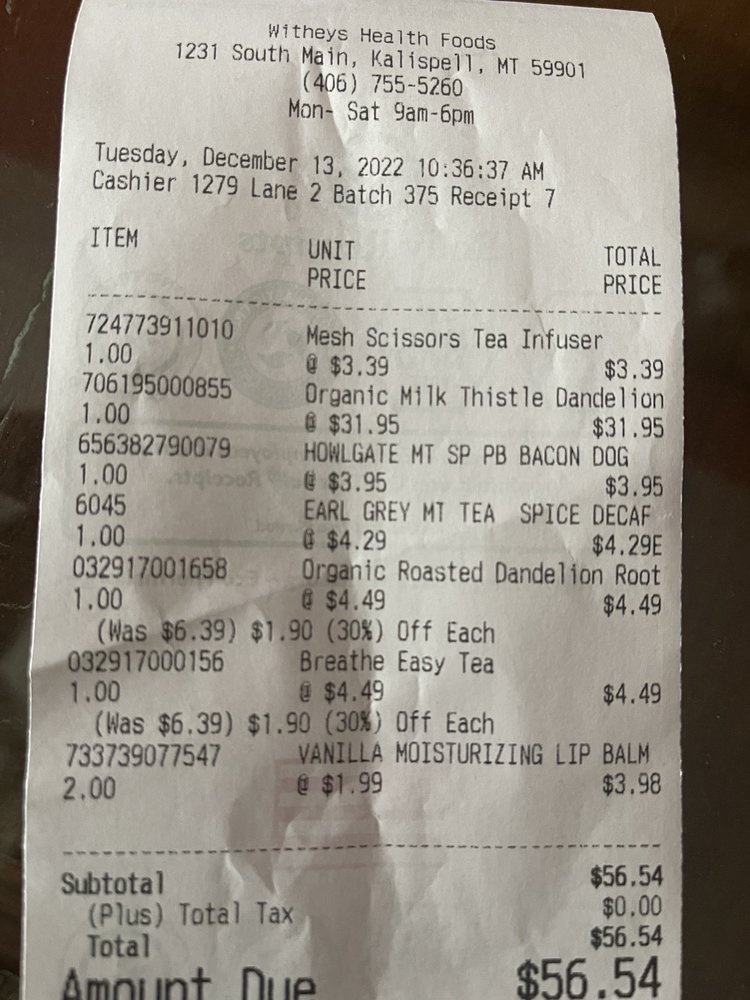 Witheys Health Foods
1231 South Main, Kalispell, MT 59901
(406) 755-5260
Mon- Sat 9am-6pm
Tuesday, December 13, 2022 10:36:37 AM
Cashier 1279 Lane 2 Batch 375 Receipt 7
ITEM UNIT PRICE TOTAL PRICE
724773911010 Mesh Scissors Tea Infuser
1.00 @ $3.39 $3.39
706195000855 Organic Milk Thistle Dandelion
1.00 @ $31.95 $31.95
656382790079 HOWLGATE MT SP PB BACON DOG
1.00 @ $3.95 $3.95
6045 EARL GREY MT TEA SPICE DECAF
1.00 @ $4.29 $4.29E
032917001658 Organic Roasted Dandelion Root
1.00 @ $4.49 $4.49
(Was $6.39) $1.90 (30%) Off Each
032917000156 Breathe Easy Tea
1.00 @ $4.49 $4.49
(Was $6.39) $1.90 (30%) Off Each
733739077547 VANILLA MOISTURIZING LIP BALM
2.00 @ $1.99 $3.98
Subtotal $56.54
(Plus) Total Tax $0.00
Total $56.54
Amount Due $56.54